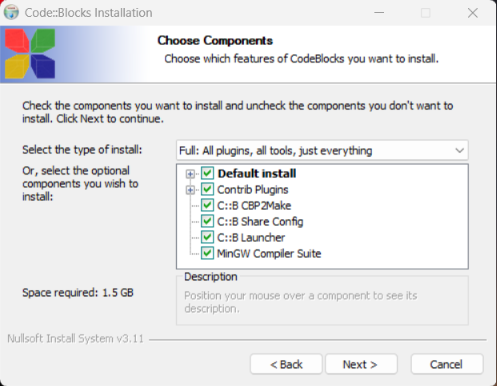 Code::Blocks Installation
Choose Components
Choose which features of CodeBlocks you want to install.
Check the components you want to install and uncheck the components you don't want to
install. Click Next to continue.
Select the type of install:
Full: All plugins, all tools, just everything
Or, select the optional
components you wish to
install:
Default install
Contrib Plugins
C::B CBP2Make
C::B Share Config
C::B Launcher
MinGW Compiler Suite
Space required: 1.5 GB
Description
Position your mouse over a component to see its
description.
Nullsoft Install System v3.11
< Back
Next >
Cancel